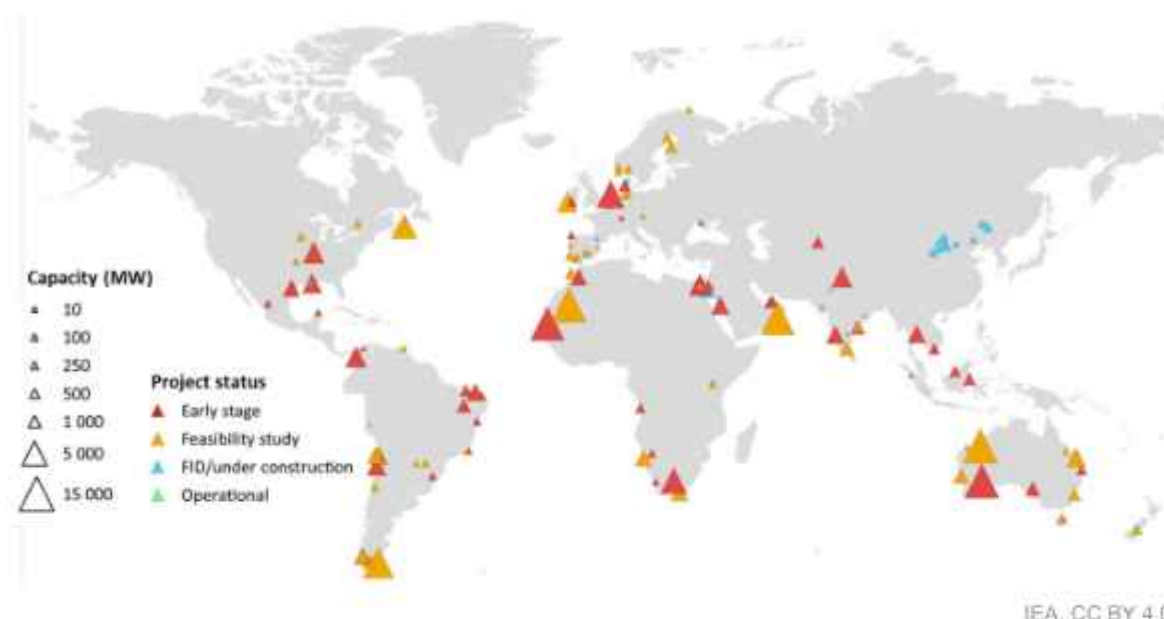 Capacity (MW)
10
100
250
500
1 000
5 000
15 000
Project status
Early stage
Feasibility study
FID/under construction
Operational
IEA. CC BY 4.0